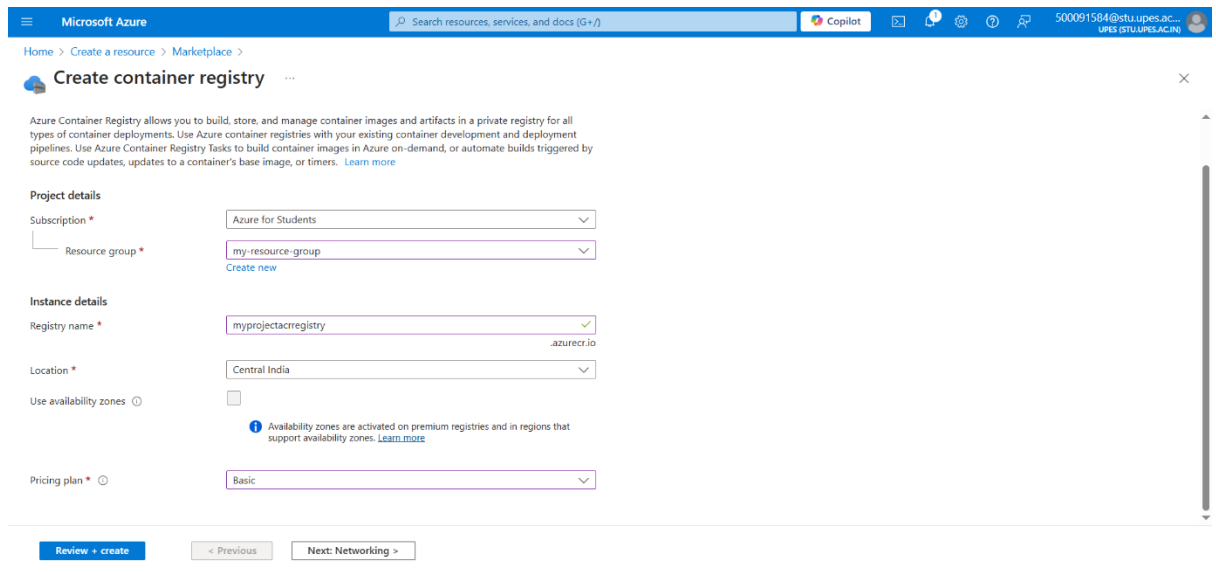 Microsoft Azure
Search resources, services, and docs (G+/)
Copilot
1
500091584@stu.upes.ac...
UPES (STU.UPES.AC.IN)
Home > Create a resource > Marketplace >
Create container registry ...
Azure Container Registry allows you to build, store, and manage container images and artifacts in a private registry for all
types of container deployments. Use Azure container registries with your existing container development and deployment
pipelines. Use Azure Container Registry Tasks to build container images in Azure on-demand, or automate builds triggered by
source code updates, updates to a container's base image, or timers. Learn more
Project details
Subscription *
Azure for Students
Resource group *
my-resource-group
Create new
Instance details
Registry name *
myprojectacrregistry
.azurecr.io
Location *
Central India
Use availability zones
Availability zones are activated on premium registries and in regions that
support availability zones. Learn more
Pricing plan *
Basic
Review + create
< Previous
Next: Networking >